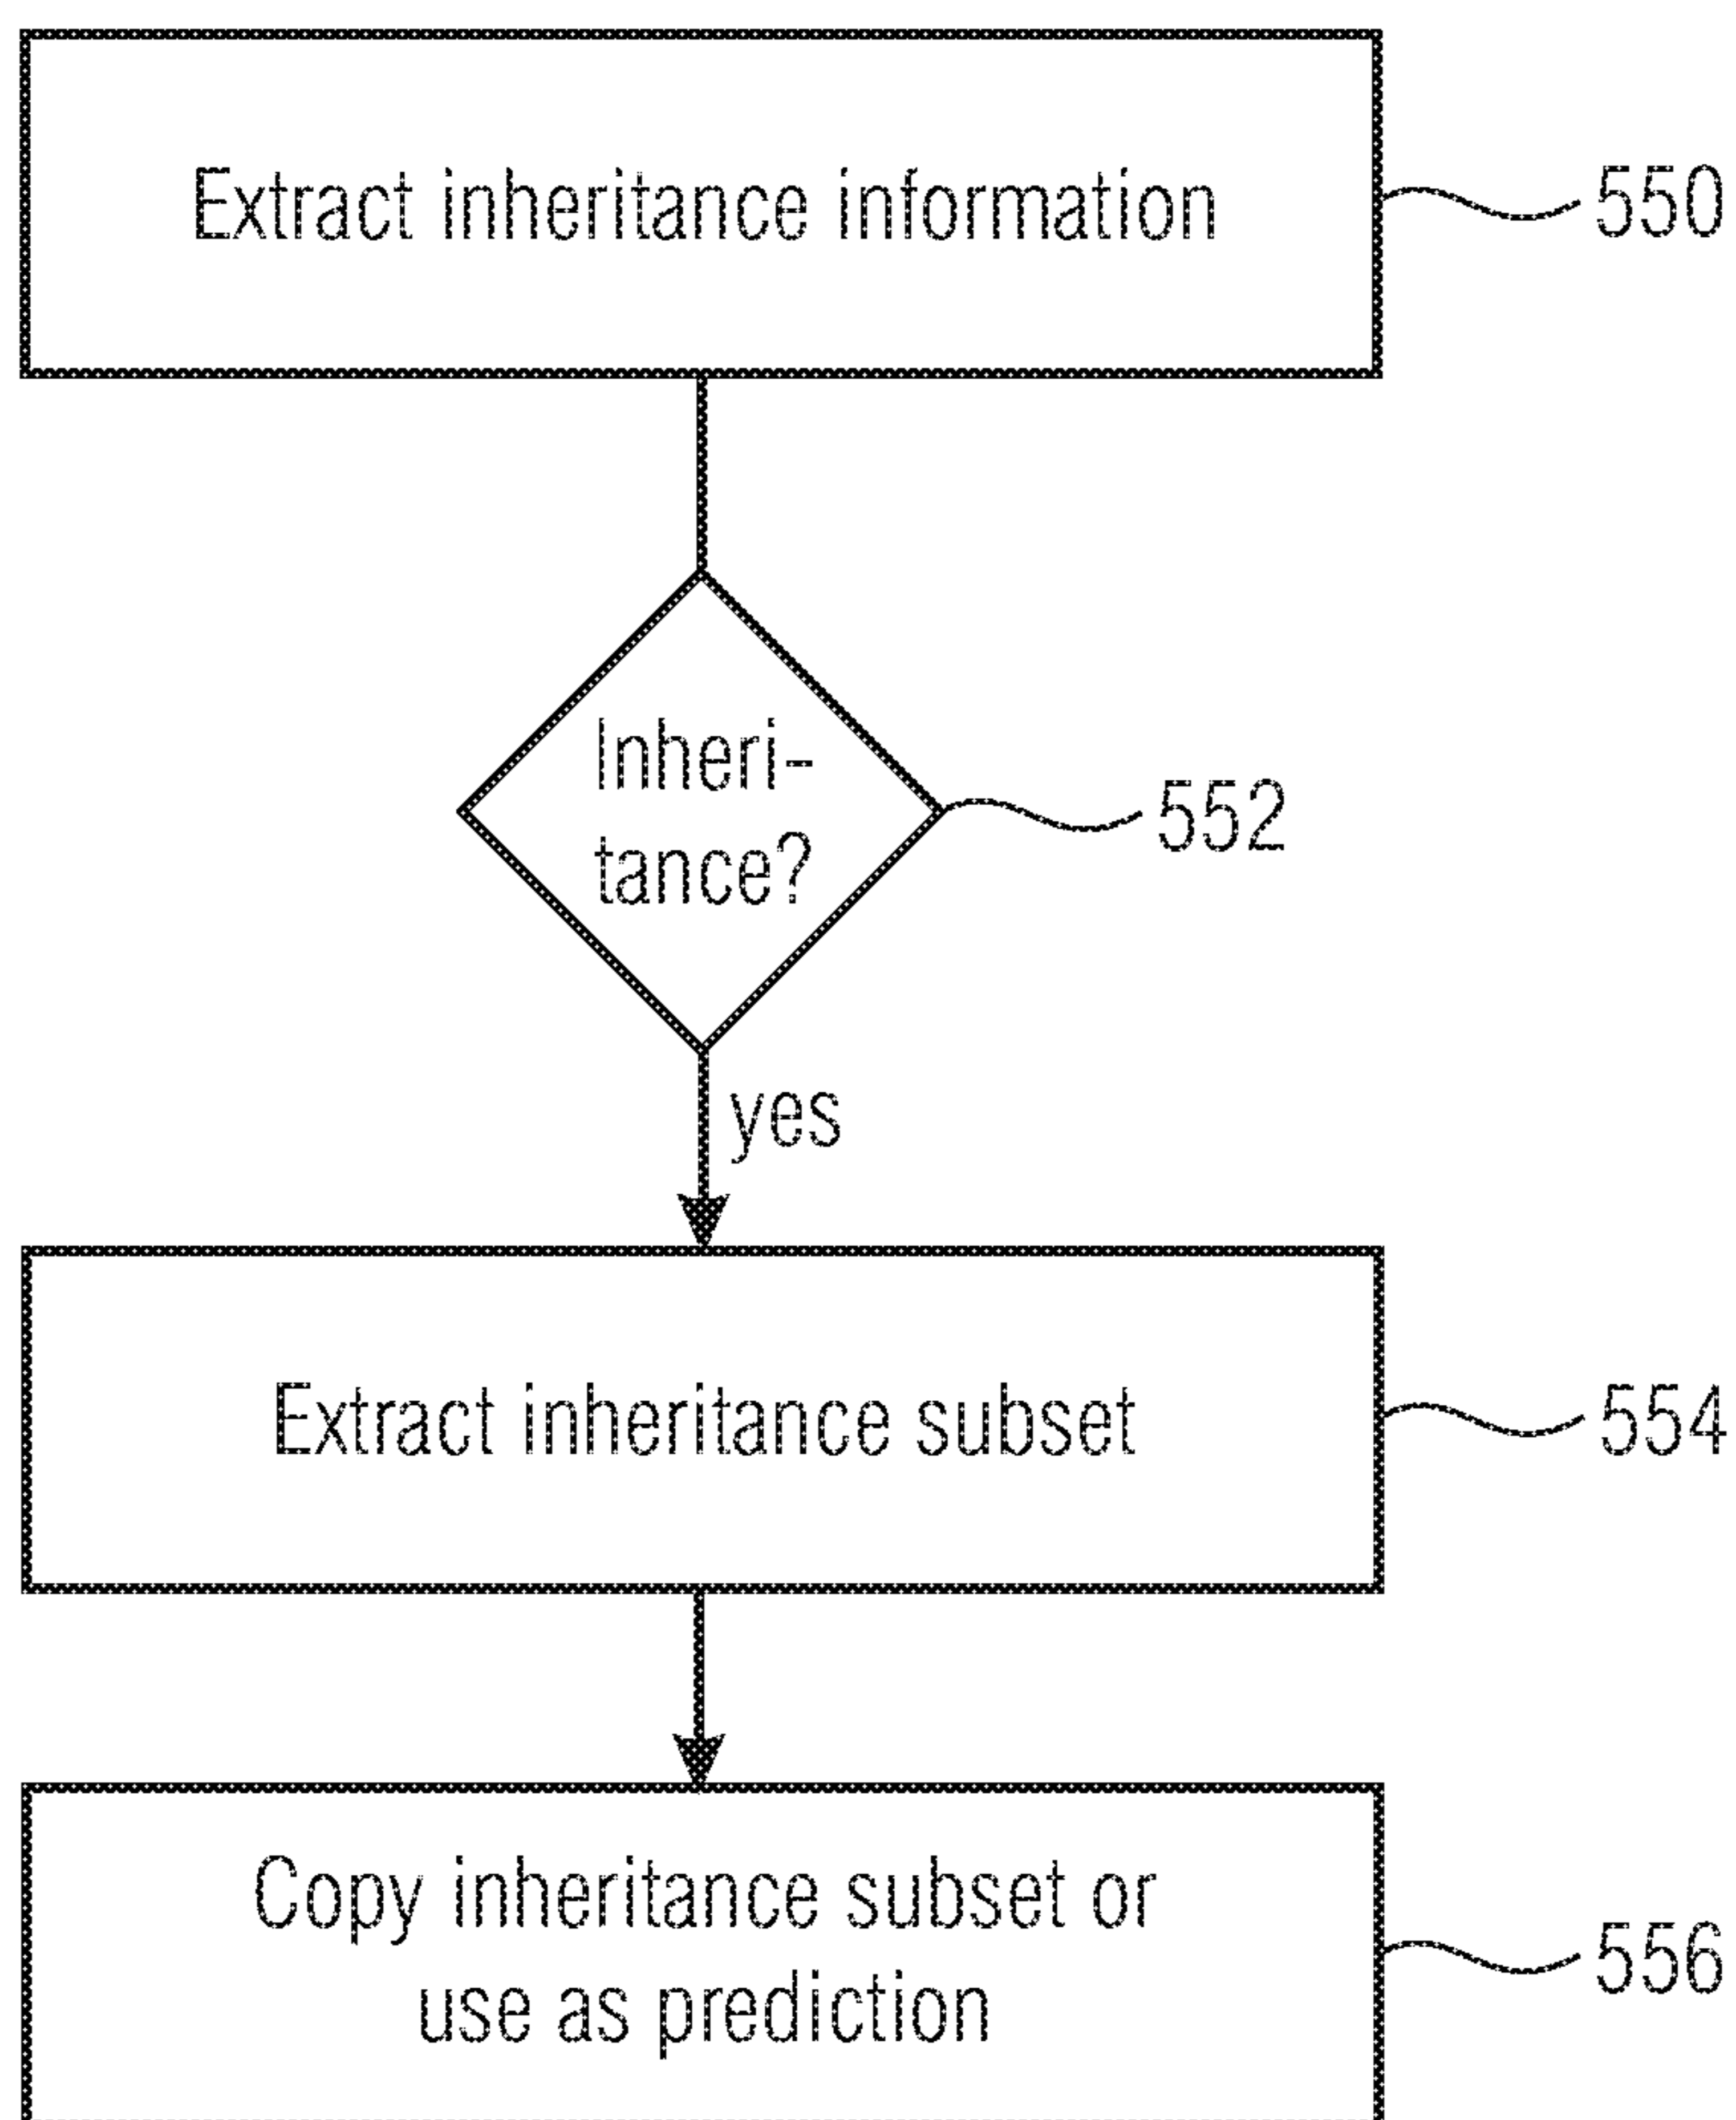 Extract inheritance information
550
Inheri-
tance?
552
yes
Extract inheritance subset
554
Copy inheritance subset or
use as prediction
556